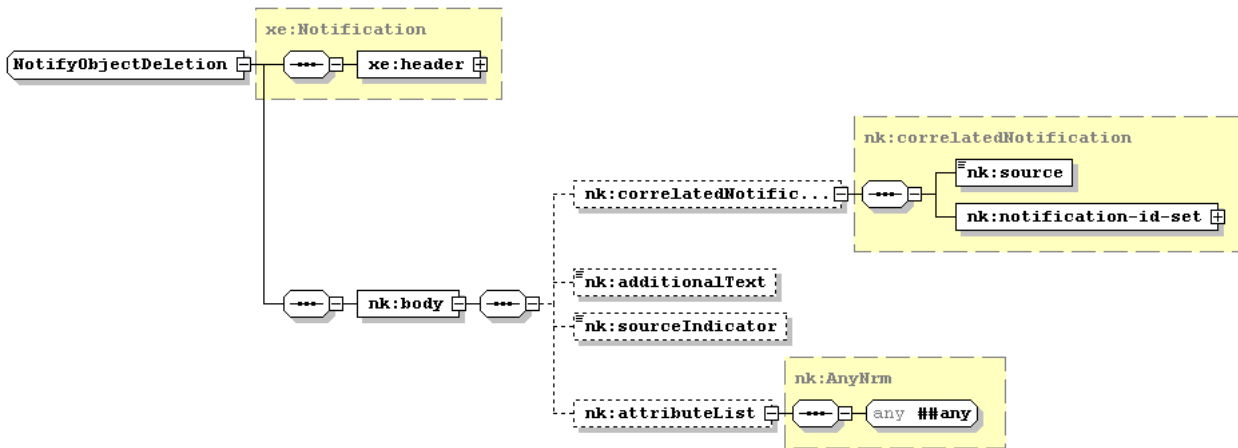 xe:Notification
NotifyObjectDeletion
xe:header
nk:correlatedNotification
nk:source
nk:correlatedNotific...
nk:notification-id-set
nk:additionalText
nk:body
nk:sourceIndicator
nk:AnyNrm
nk:attributeList
any ##any